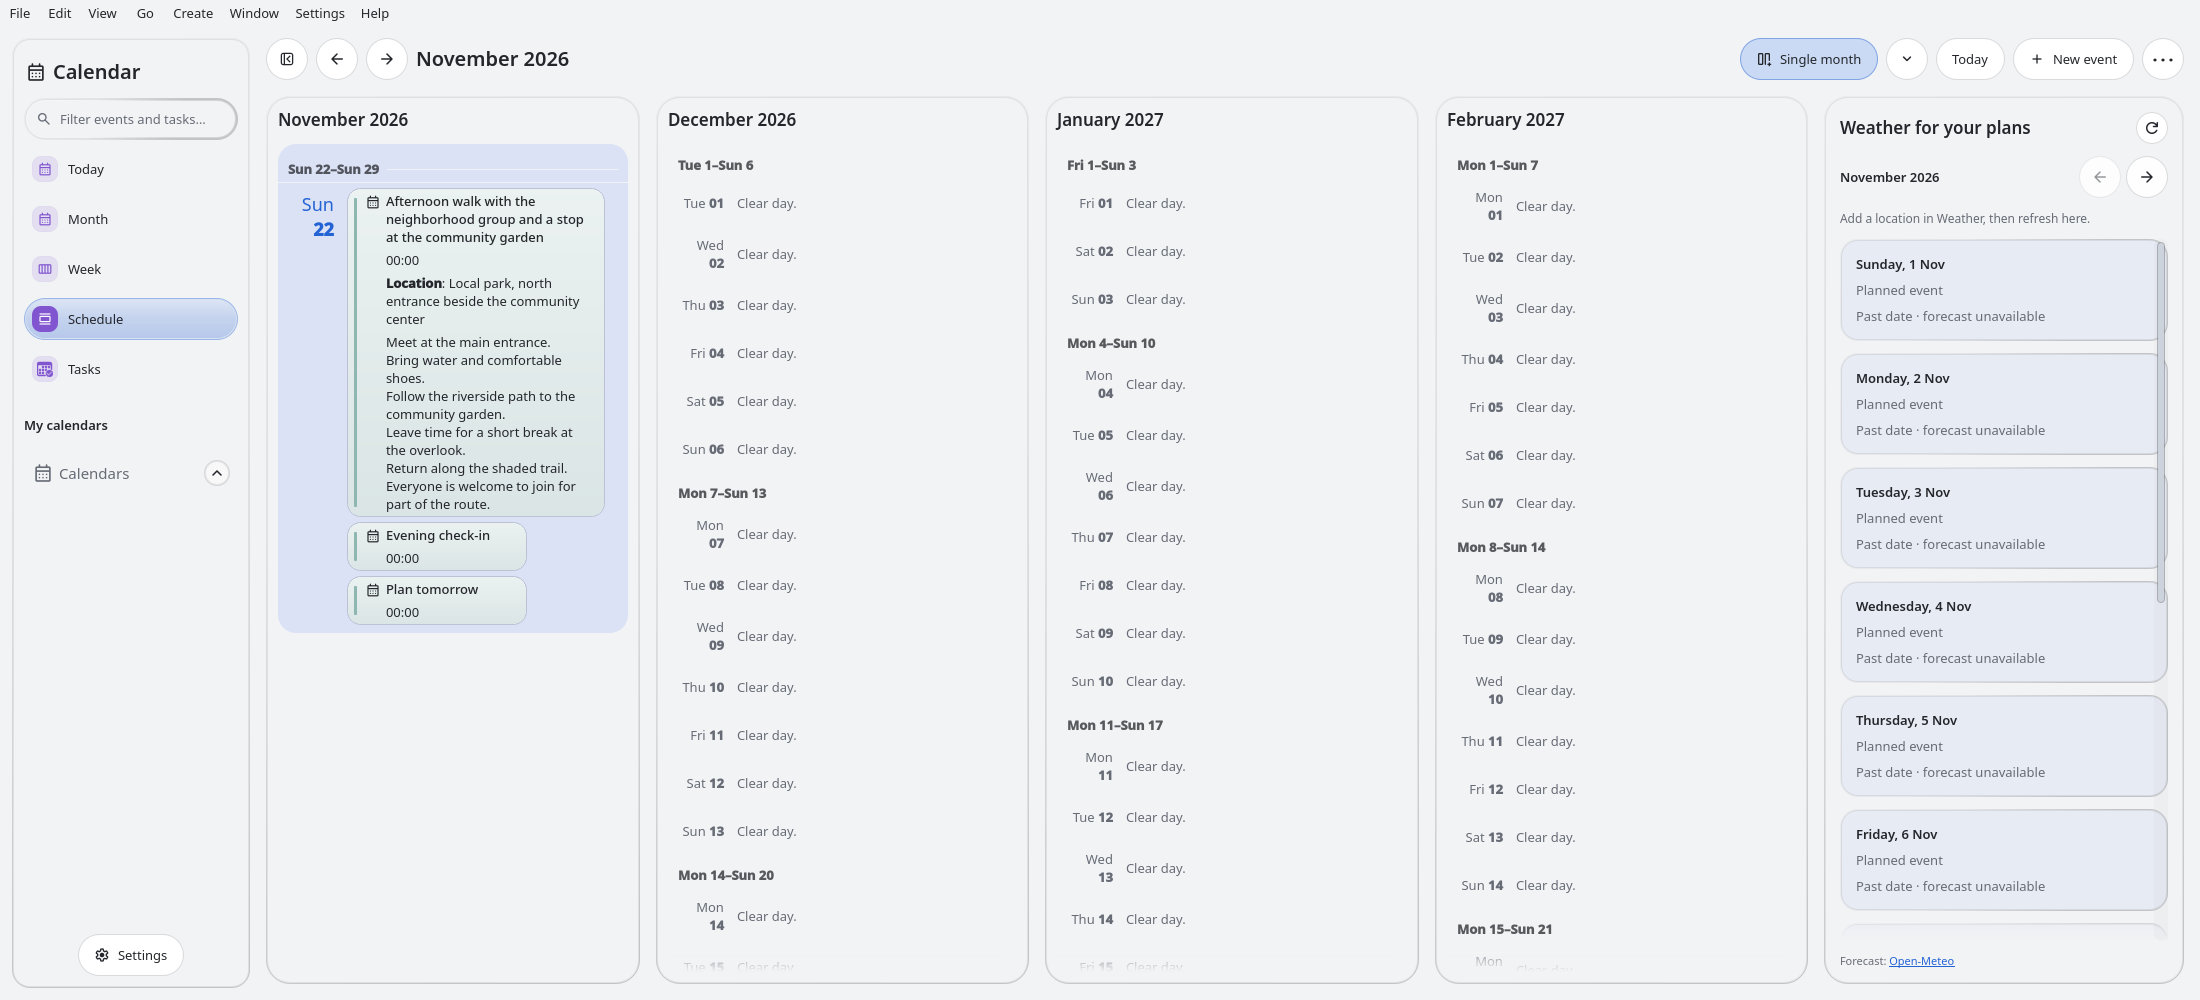 File Edit View Go Create Window Settings Help
Calendar
Filter events and tasks...
Today
Month
Week
Schedule
Tasks
My calendars
Calendars
Settings
November 2026
Single month
Today
New event
November 2026
Sun 22–Sun 29
Sun
22
Afternoon walk with the
neighborhood group and a stop
at the community garden
00:00
Location: Local park, north
entrance beside the community
center
Meet at the main entrance.
Bring water and comfortable
shoes.
Follow the riverside path to the
community garden.
Leave time for a short break at
the overlook.
Return along the shaded trail.
Everyone is welcome to join for
part of the route.
Evening check-in
00:00
Plan tomorrow
00:00
December 2026
Tue 1–Sun 6
Tue 01 Clear day.
Wed
02 Clear day.
Thu 03 Clear day.
Fri 04 Clear day.
Sat 05 Clear day.
Sun 06 Clear day.
Mon 7–Sun 13
Mon
07 Clear day.
Tue 08 Clear day.
Wed
09 Clear day.
Thu 10 Clear day.
Fri 11 Clear day.
Sat 12 Clear day.
Sun 13 Clear day.
Mon 14–Sun 20
Mon
14 Clear day.
Tue 15 Clear day.
January 2027
Fri 1–Sun 3
Fri 01 Clear day.
Sat 02 Clear day.
Sun 03 Clear day.
Mon 4–Sun 10
Mon
04 Clear day.
Tue 05 Clear day.
Wed
06 Clear day.
Thu 07 Clear day.
Fri 08 Clear day.
Sat 09 Clear day.
Sun 10 Clear day.
Mon 11–Sun 17
Mon
11 Clear day.
Tue 12 Clear day.
Wed
13 Clear day.
Thu 14 Clear day.
Fri 15 Clear day.
February 2027
Mon 1–Sun 7
Mon
01 Clear day.
Tue 02 Clear day.
Wed
03 Clear day.
Thu 04 Clear day.
Fri 05 Clear day.
Sat 06 Clear day.
Sun 07 Clear day.
Mon 8–Sun 14
Mon
08 Clear day.
Tue 09 Clear day.
Wed
10 Clear day.
Thu 11 Clear day.
Fri 12 Clear day.
Sat 13 Clear day.
Sun 14 Clear day.
Mon 15–Sun 21
Mon
Clear day.
Weather for your plans
November 2026
Add a location in Weather, then refresh here.
Sunday, 1 Nov
Planned event
Past date · forecast unavailable
Monday, 2 Nov
Planned event
Past date · forecast unavailable
Tuesday, 3 Nov
Planned event
Past date · forecast unavailable
Wednesday, 4 Nov
Planned event
Past date · forecast unavailable
Thursday, 5 Nov
Planned event
Past date · forecast unavailable
Friday, 6 Nov
Planned event
Past date · forecast unavailable
Forecast: Open-Meteo